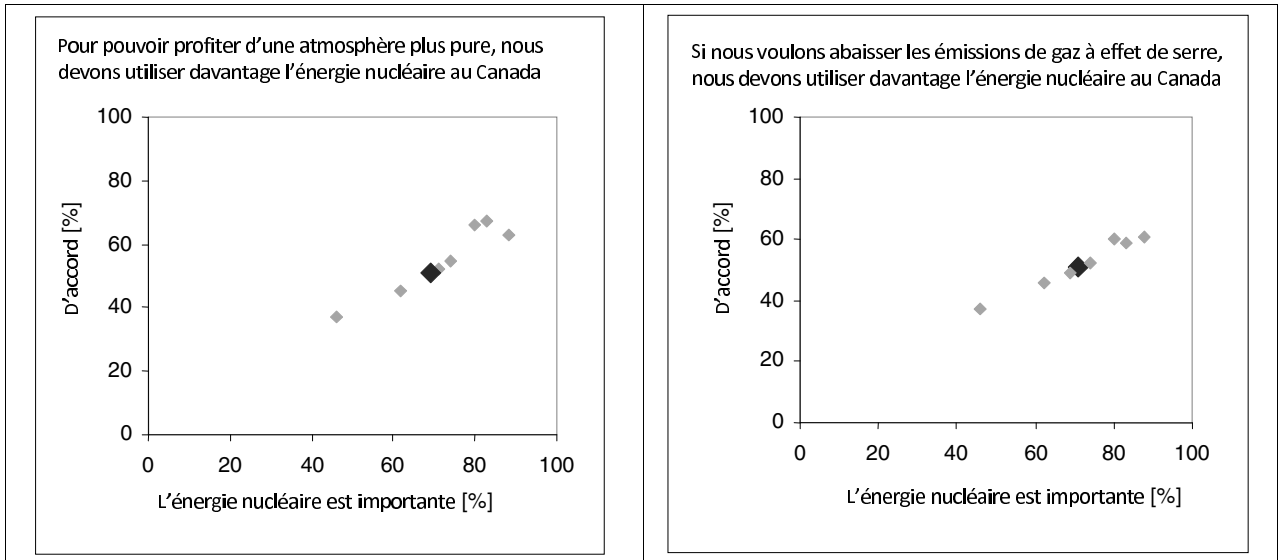 Pour pouvoir profiter d'une atmosphère plus pure, nous
devons utiliser davantage l'énergie nucléaire au Canada
100
80
60
40
20
0
D'accord [%]
0 20 40 60 80 100
L'énergie nucléaire est importante [%]
Si nous voulons abaisser les émissions de gaz à effet de serre,
nous devons utiliser davantage l'énergie nucléaire au Canada
100
80
60
40
20
0
D'accord [%]
0 20 40 60 80 100
L'énergie nucléaire est importante [%]